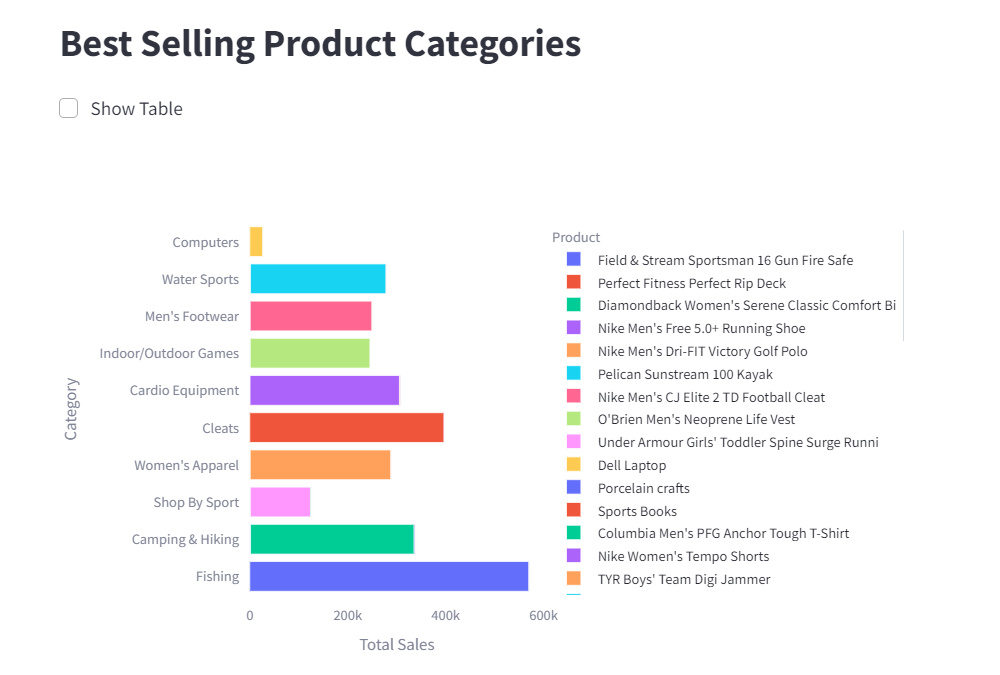 Best Selling Product Categories
Show Table
Computers
Water Sports
Men's Footwear
Indoor/Outdoor Games
Cardio Equipment
Cleats
Women's Apparel
Shop By Sport
Camping & Hiking
Fishing
Category
0
200k
400k
600k
Total Sales
Product
Field & Stream Sportsman 16 Gun Fire Safe
Perfect Fitness Perfect Rip Deck
Diamondback Women's Serene Classic Comfort Bi
Nike Men's Free 5.0+ Running Shoe
Nike Men's Dri-FIT Victory Golf Polo
Pelican Sunstream 100 Kayak
Nike Men's CJ Elite 2 TD Football Cleat
O'Brien Men's Neoprene Life Vest
Under Armour Girls' Toddler Spine Surge Runni
Dell Laptop
Porcelain crafts
Sports Books
Columbia Men's PFG Anchor Tough T-Shirt
Nike Women's Tempo Shorts
TYR Boys' Team Digi Jammer